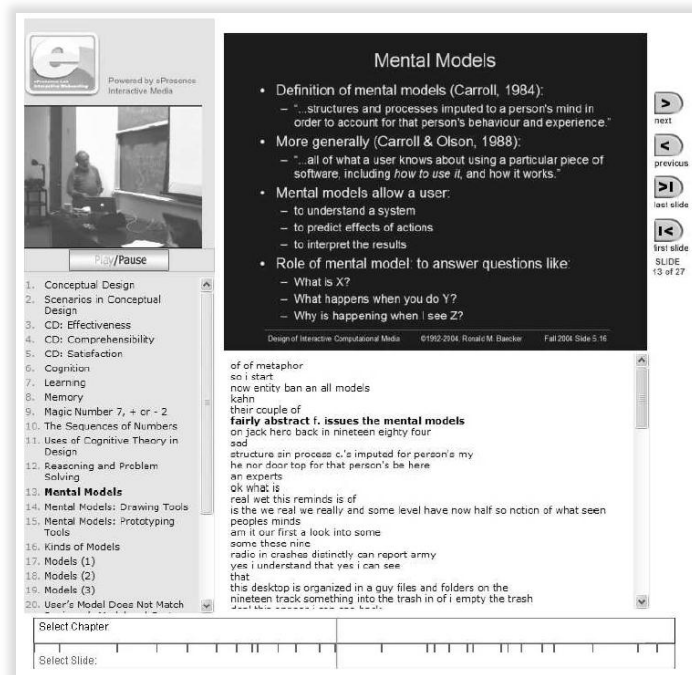 Powered by ePresence
Interactive Media
Play/Pause
1. Conceptual Design
2. Scenarios in Conceptual
Design
3. CD: Effectiveness
4. CD: Comprehensibility
5. CD: Satisfaction
6. Cognition
7. Learning
8. Memory
9. Magic Number 7, + or - 2
10. The Sequences of Numbers
11. Uses of Cognitive Theory in
Design
12. Reasoning and Problem
Solving
13. Mental Models
14. Mental Models: Drawing Tools
15. Mental Models: Prototyping
Tools
16. Kinds of Models
17. Models (1)
18. Models (2)
19. Models (3)
20. User's Model Does Not Match
Mental Models
• Definition of mental models (Carroll, 1984):
– "...structures and processes imputed to a person's mind in
order to account for that person's behaviour and experience."
• More generally (Carroll & Olson, 1988):
– "...all of what a user knows about using a particular piece of
software, including how to use it, and how it works."
• Mental models allow a user:
– to understand a system
– to predict effects of actions
– to interpret the results
• Role of mental model: to answer questions like:
– What is X?
– What happens when you do Y?
– Why is happening when I see Z?
Design of Interactive Computational Media ©1992-2004, Ronald M. Baecker Fall 2004 Slide 5.16
of of metaphor
so i start
now entity ban an all models
kahn
their couple of
fairly abstract f. issues the mental models
on jack hero back in nineteen eighty four
sad
structure sin process c.'s imputed for person's my
he nor door top for that person's be here
an experts
ok what is
real wet this reminds is of
is the we real we really and some level have now half so notion of what seen
peoples minds
am it our first a look into some
some these nine
radio in crashes distinctly can report army
yes i understand that yes i can see
that
this desktop is organized in a guy files and folders on the
nineteen track something into the trash in of i empty the trash
next
previous
last slide
first slide
SLIDE
13 of 27
Select Chapter:
Select Slide: